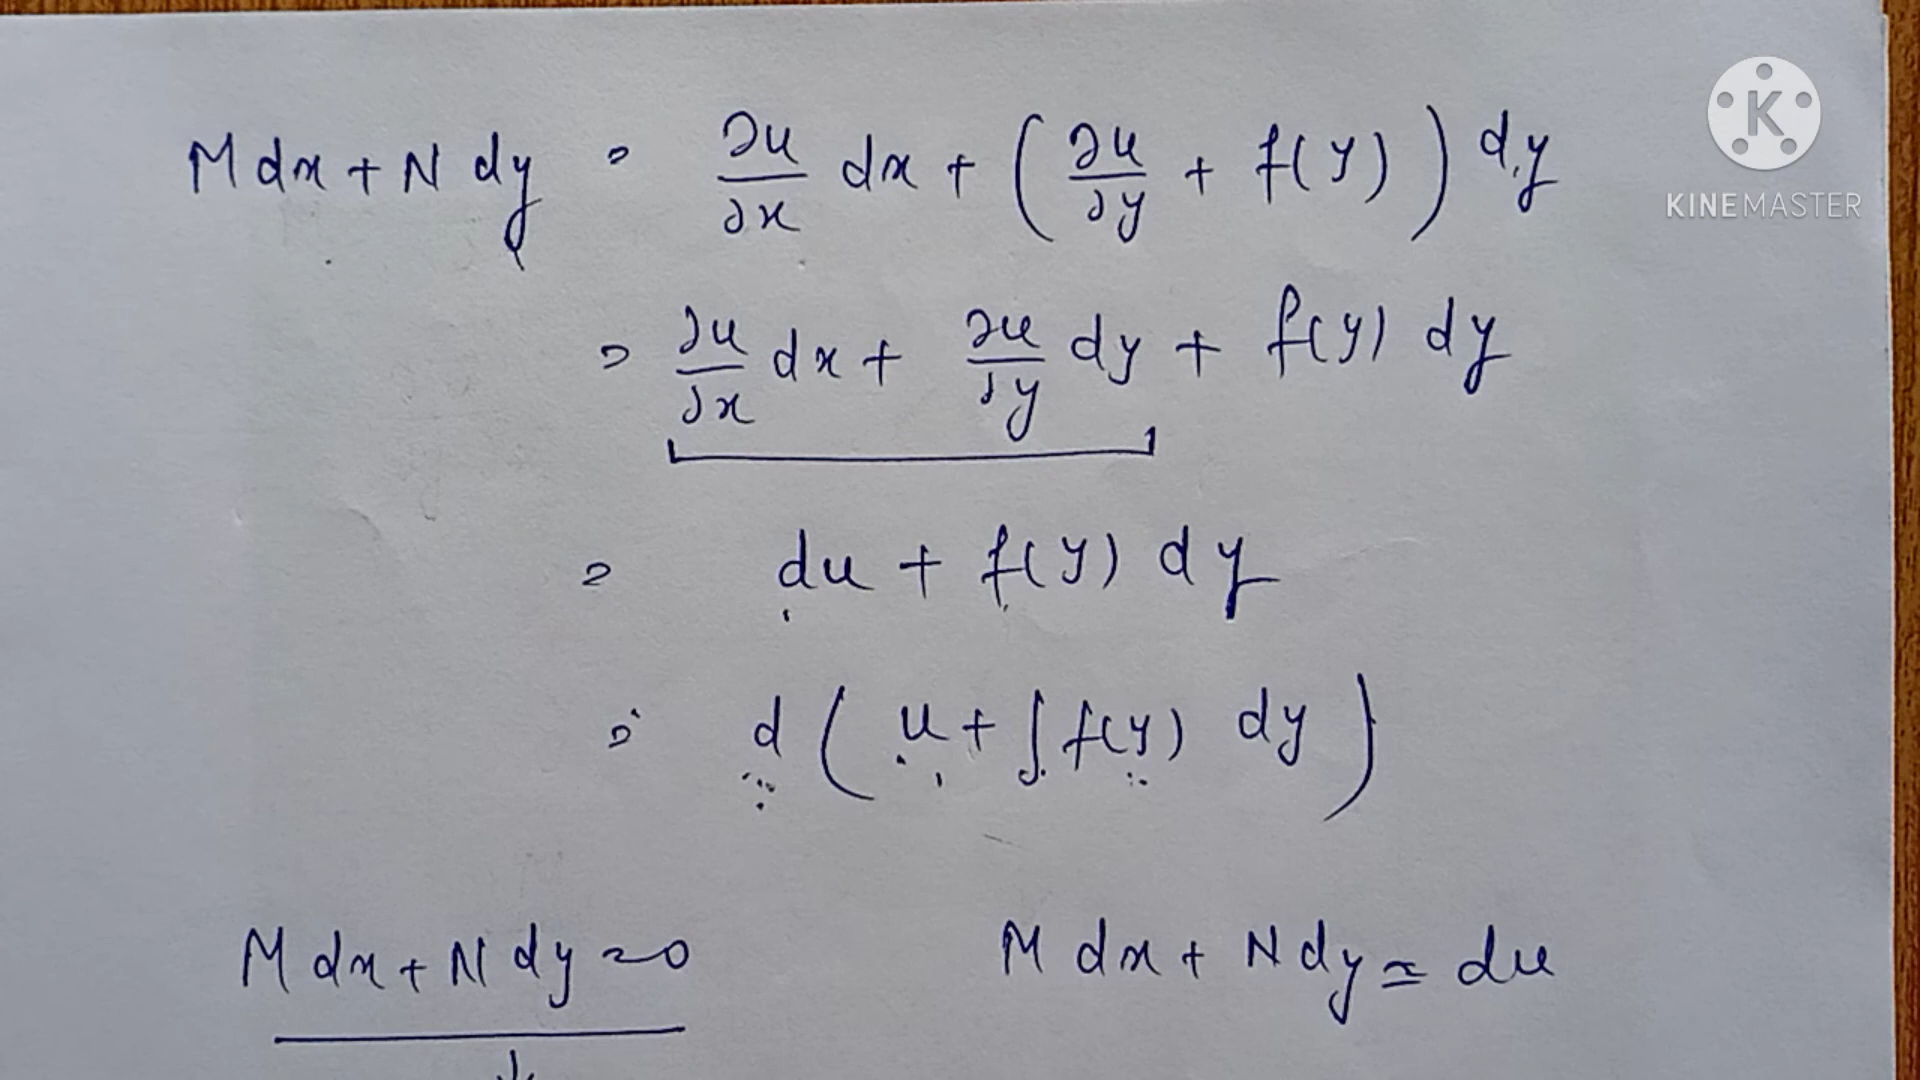 M dx + N dy = ∂u/∂x dx + (∂u/∂y + f(y)) dy
K
KINEMASTER
= ∂u/∂x dx + ∂u/∂y dy + f(y) dy
= du + f(y) dy
= d (u + ∫ f(y) dy)
M dx + N dy = 0
M dx + N dy = du